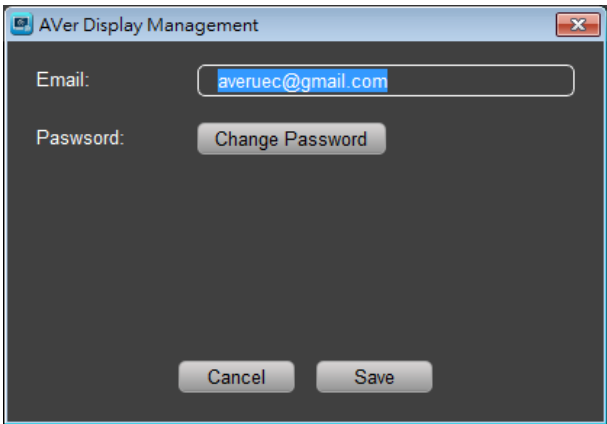 AVer Display Management
Email: averuec@gmail.com
Paswsord: Change Password
Cancel Save